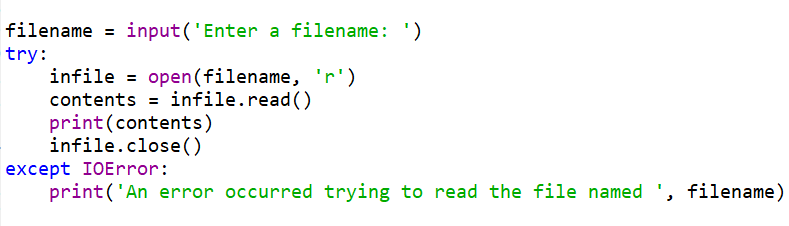 filename = input('Enter a filename: ')
try:
    infile = open(filename, 'r')
    contents = infile.read()
    print(contents)
    infile.close()
except IOError:
    print('An error occurred trying to read the file named ', filename)